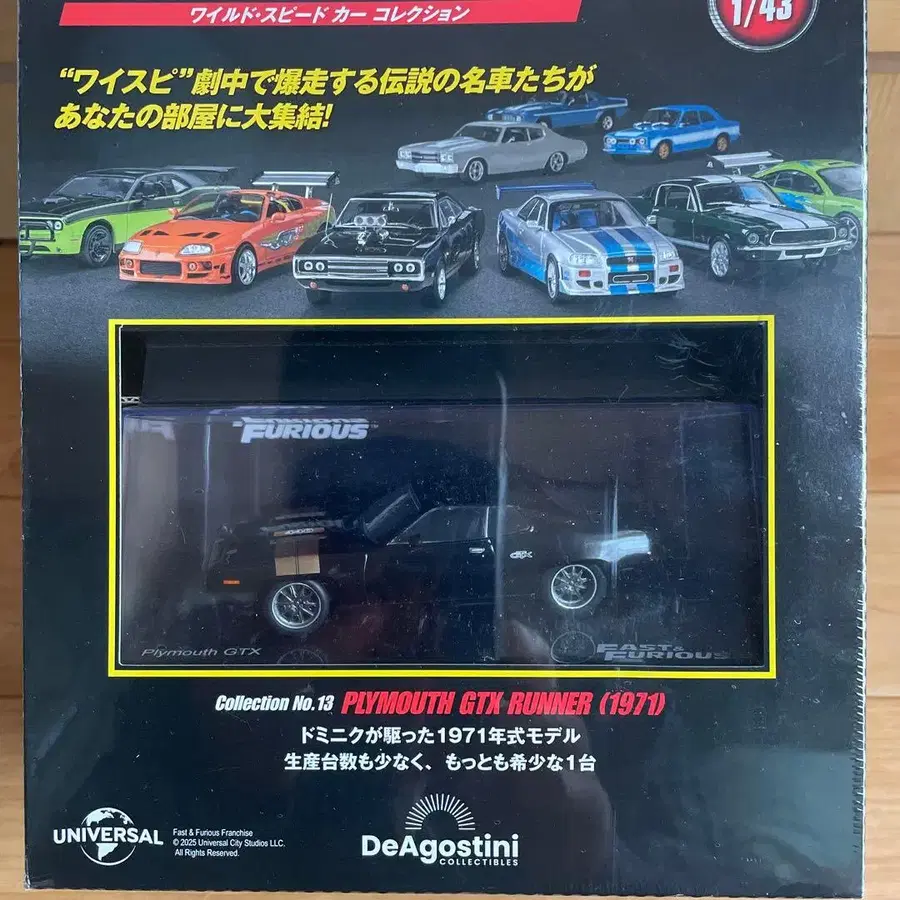 ワイルド・スピード カー コレクション
1/43
“ワイスピ”劇中で爆走する伝説の名車たちが
あなたの部屋に大集結!
FURIOUS
GTX
Plymouth GTX
FAST &
FURIOUS
Collection No.13 PLYMOUTH GTX RUNNER (1971)
ドミニクが駆った1971年式モデル
生産台数も少なく、もっとも希少な1台
UNIVERSAL
Fast & Furious Franchise
© 2025 Universal City Studios LLC.
All Rights Reserved.
DeAgostini
COLLECTIBLES